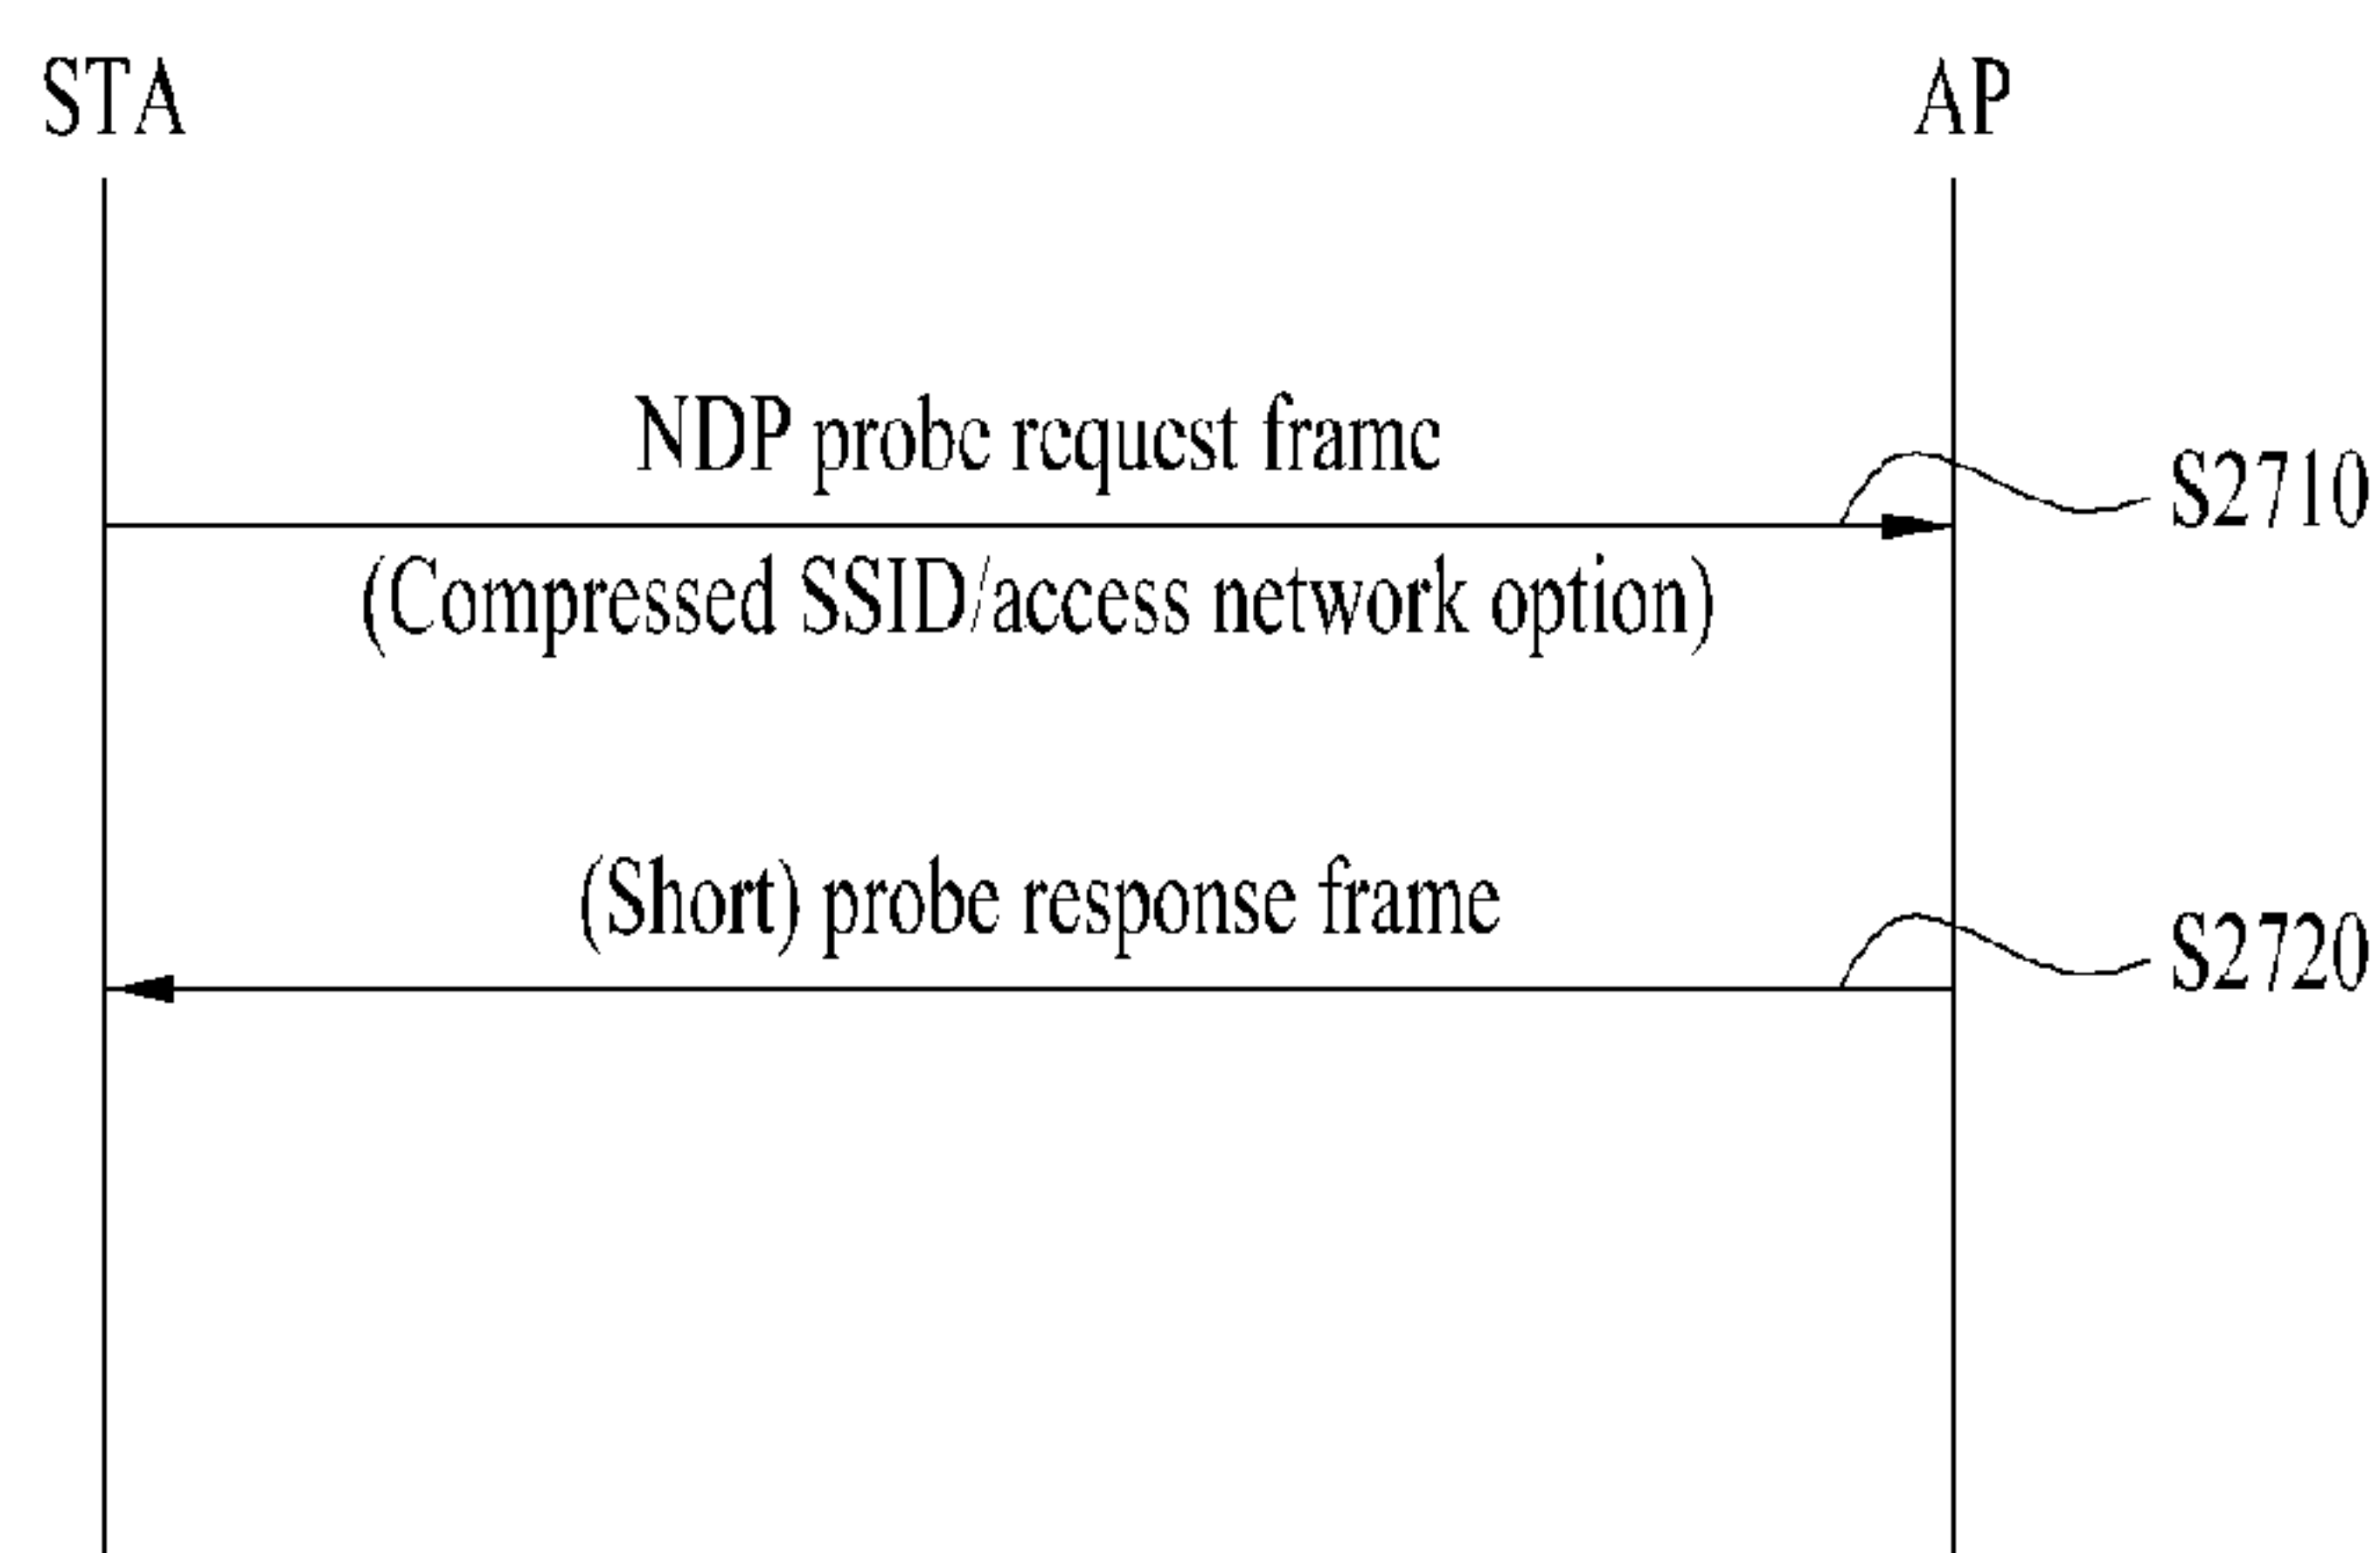 STA
AP
NDP probe request frame
S2710
(Compressed SSID/access network option)
(Short) probe response frame
S2720